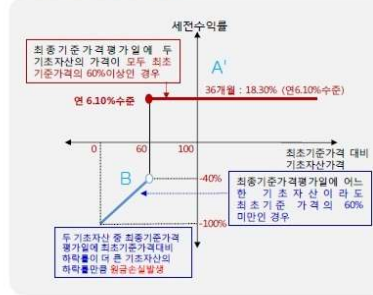 세전수익률
최종기준가격평가일에 두
기초자산의 가격이 모두 최초
기준가격의 60%이상인 경우
A'
36개월 : 18.30% (연6.10%수준)
연 6.10%수준
0
60
100
최초기준가격 대비
기초자산가격
B
-40%
최종기준가격평가일에 어느
한 기초자산이라도
최초기준 가격의 60%
미만인 경우
-100%
두 기초자산 중 최종기준가격
평가일에 최초기준가격대비
하락률이 더 큰 기초자산의
하락률만큼 원금손실발생